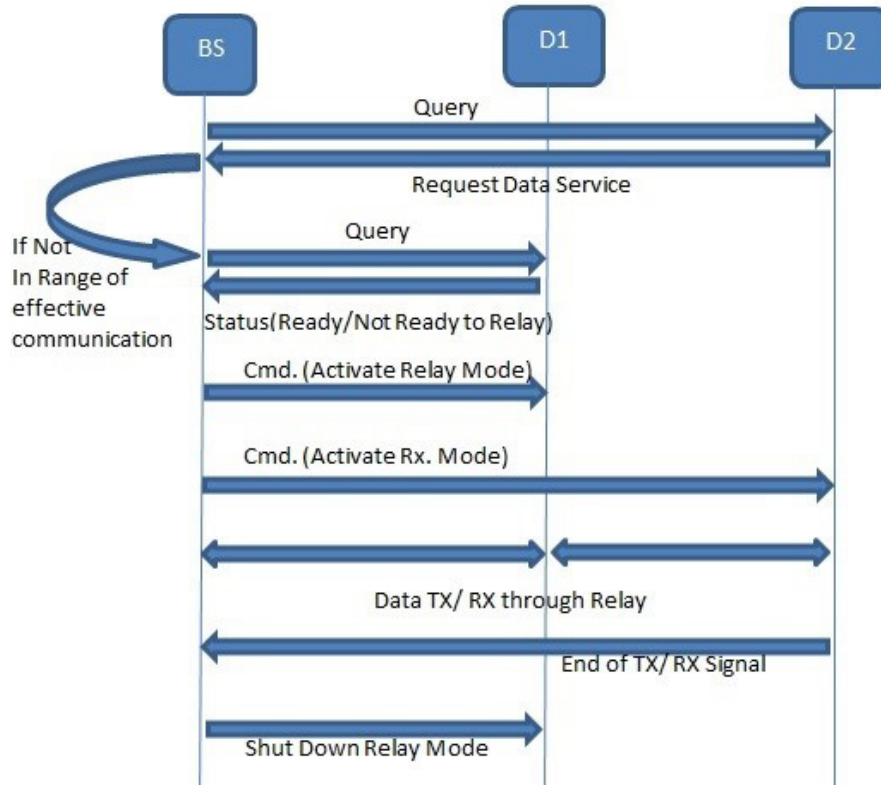 BS
D1
D2
Query
Request Data Service
If Not
In Range of
effective
communication
Query
Status(Ready/Not Ready to Relay)
Cmd. (Activate Relay Mode)
Cmd. (Activate Rx. Mode)
Data TX/ RX through Relay
End of TX/ RX Signal
Shut Down Relay Mode